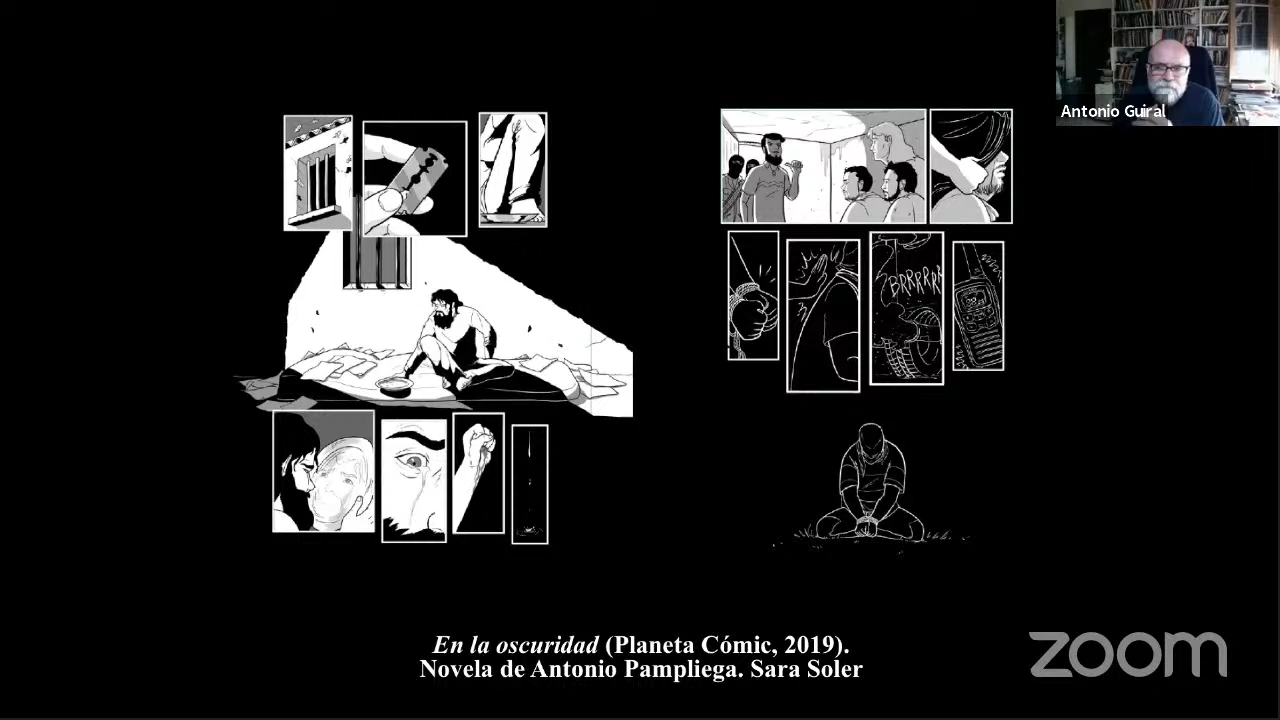 Antonio Guiral
BRRRRRR
En la oscuridad (Planeta Cómic, 2019).
Novela de Antonio Pampliega. Sara Soler
zoom